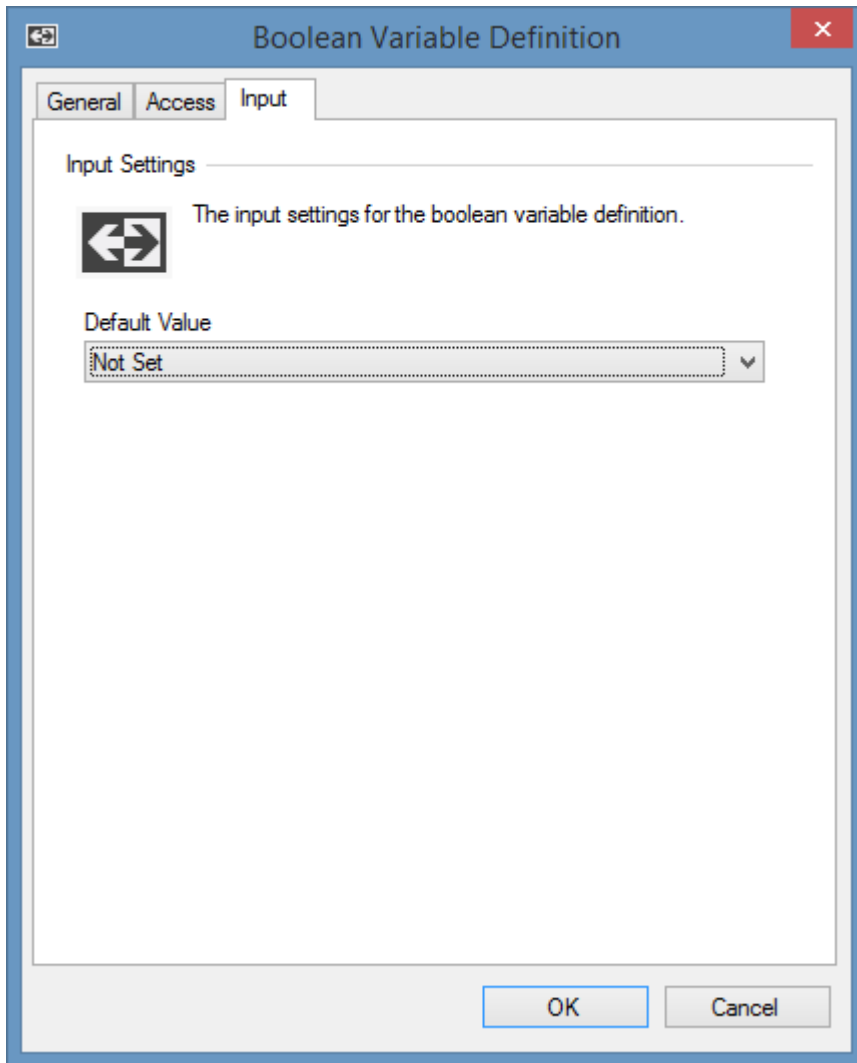 Boolean Variable Definition
General Access Input
Input Settings
The input settings for the boolean variable definition.
Default Value
Not Set
OK Cancel